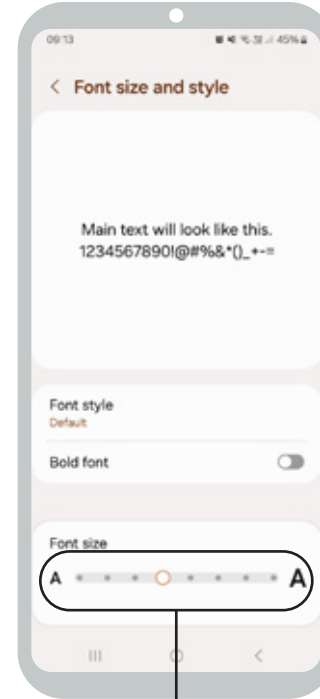 09:13 45%
< Font size and style
Main text will look like this.
1234567890!@#%&*()_+-=
Font style
Default
Bold font
Font size
A A